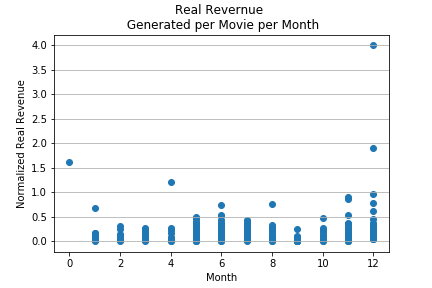 Real Revernue
Generated per Movie per Month
Normalized Real Revenue
4.0
3.5
3.0
2.5
2.0
1.5
1.0
0.5
0.0
0 2 4 6 8 10 12
Month